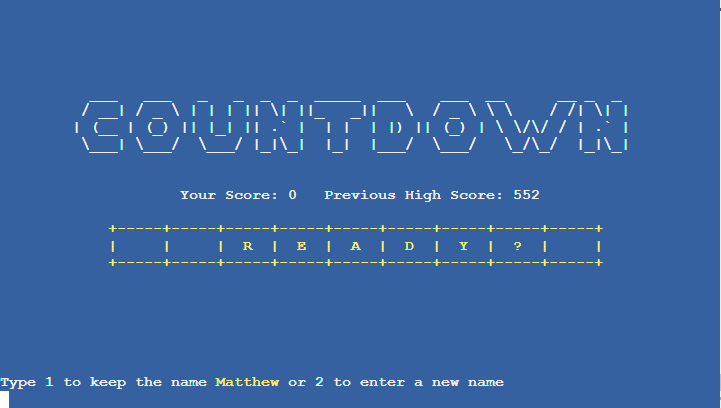 COUNTDOWN
Your Score: 0 Previous High Score: 552
READY?
Type 1 to keep the name Matthew or 2 to enter a new name